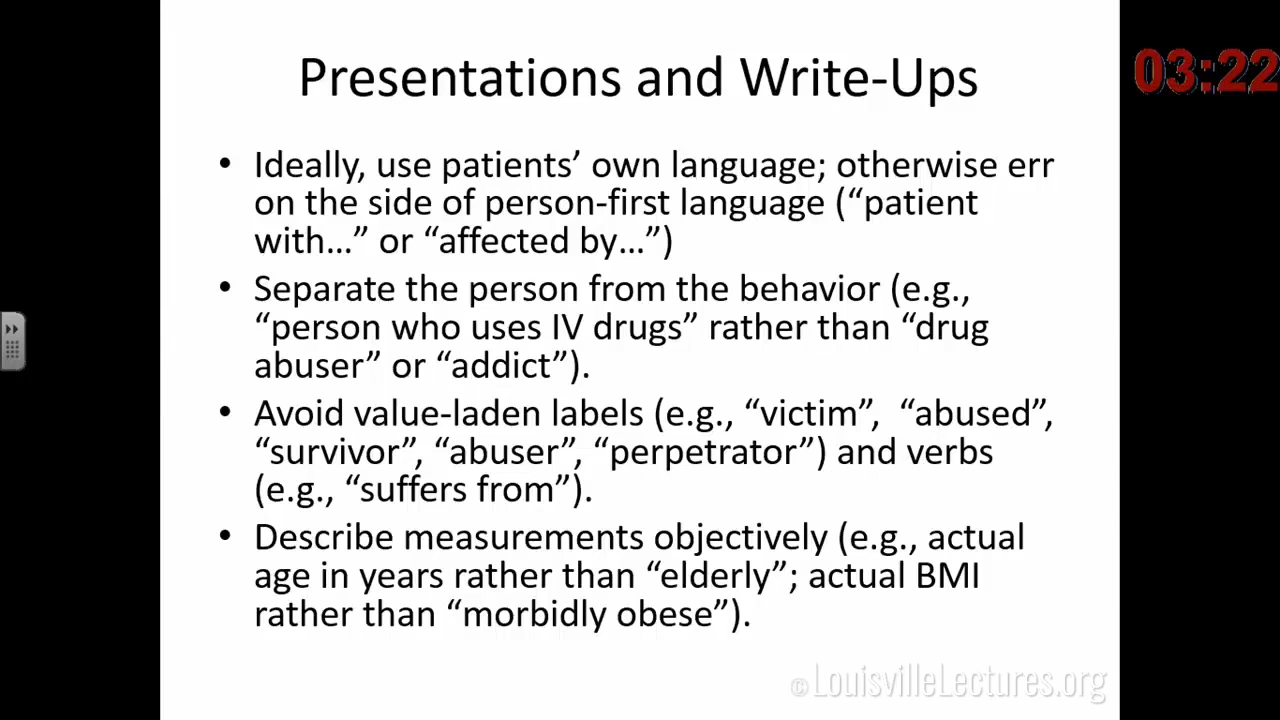 Presentations and Write-Ups
03:22
• Ideally, use patients’ own language; otherwise err
on the side of person-first language (“patient
with…” or “affected by…”)
• Separate the person from the behavior (e.g.,
“person who uses IV drugs” rather than “drug
abuser” or “addict”).
• Avoid value-laden labels (e.g., “victim”,  “abused”,
“survivor”, “abuser”, “perpetrator”) and verbs
(e.g., “suffers from”).
• Describe measurements objectively (e.g., actual
age in years rather than “elderly”; actual BMI
rather than “morbidly obese”).
©LouisvilleLectures.org